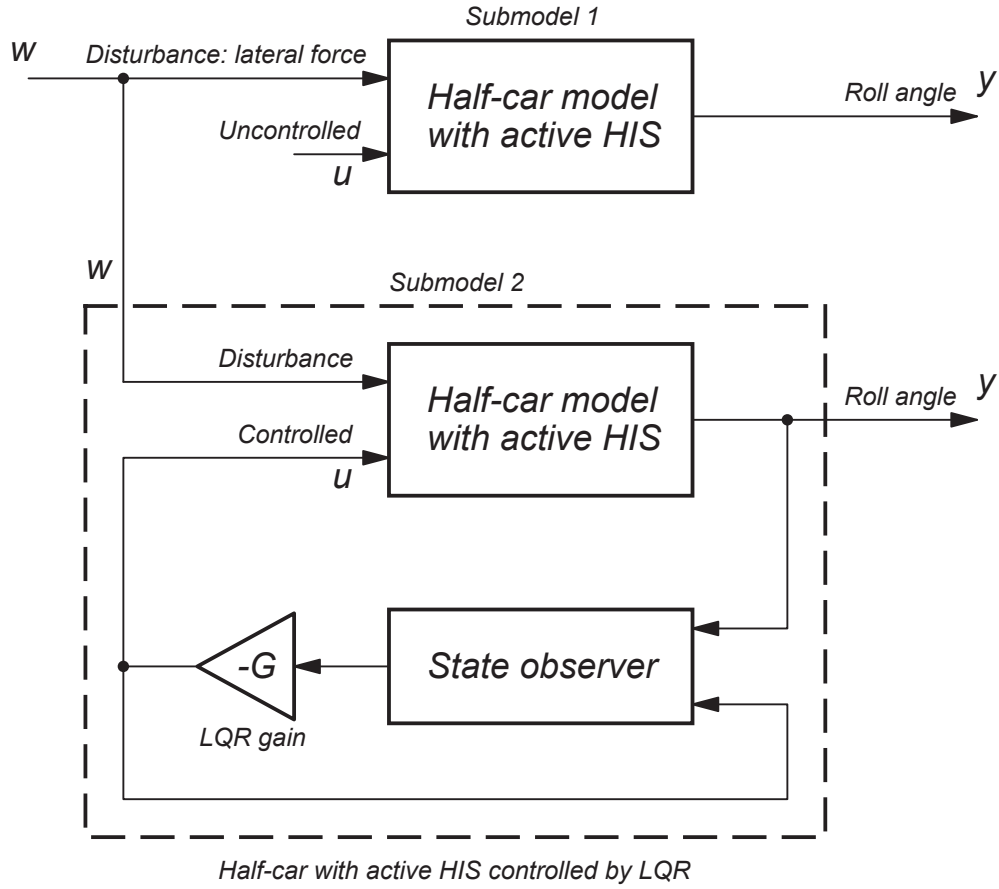 Submodel 1
w
Disturbance: lateral force
Half-car model
with active HIS
Uncontrolled
u
Roll angle
y
w
Submodel 2
Disturbance
Half-car model
with active HIS
Controlled
u
Roll angle
y
-G
State observer
LQR gain
Half-car with active HIS controlled by LQR